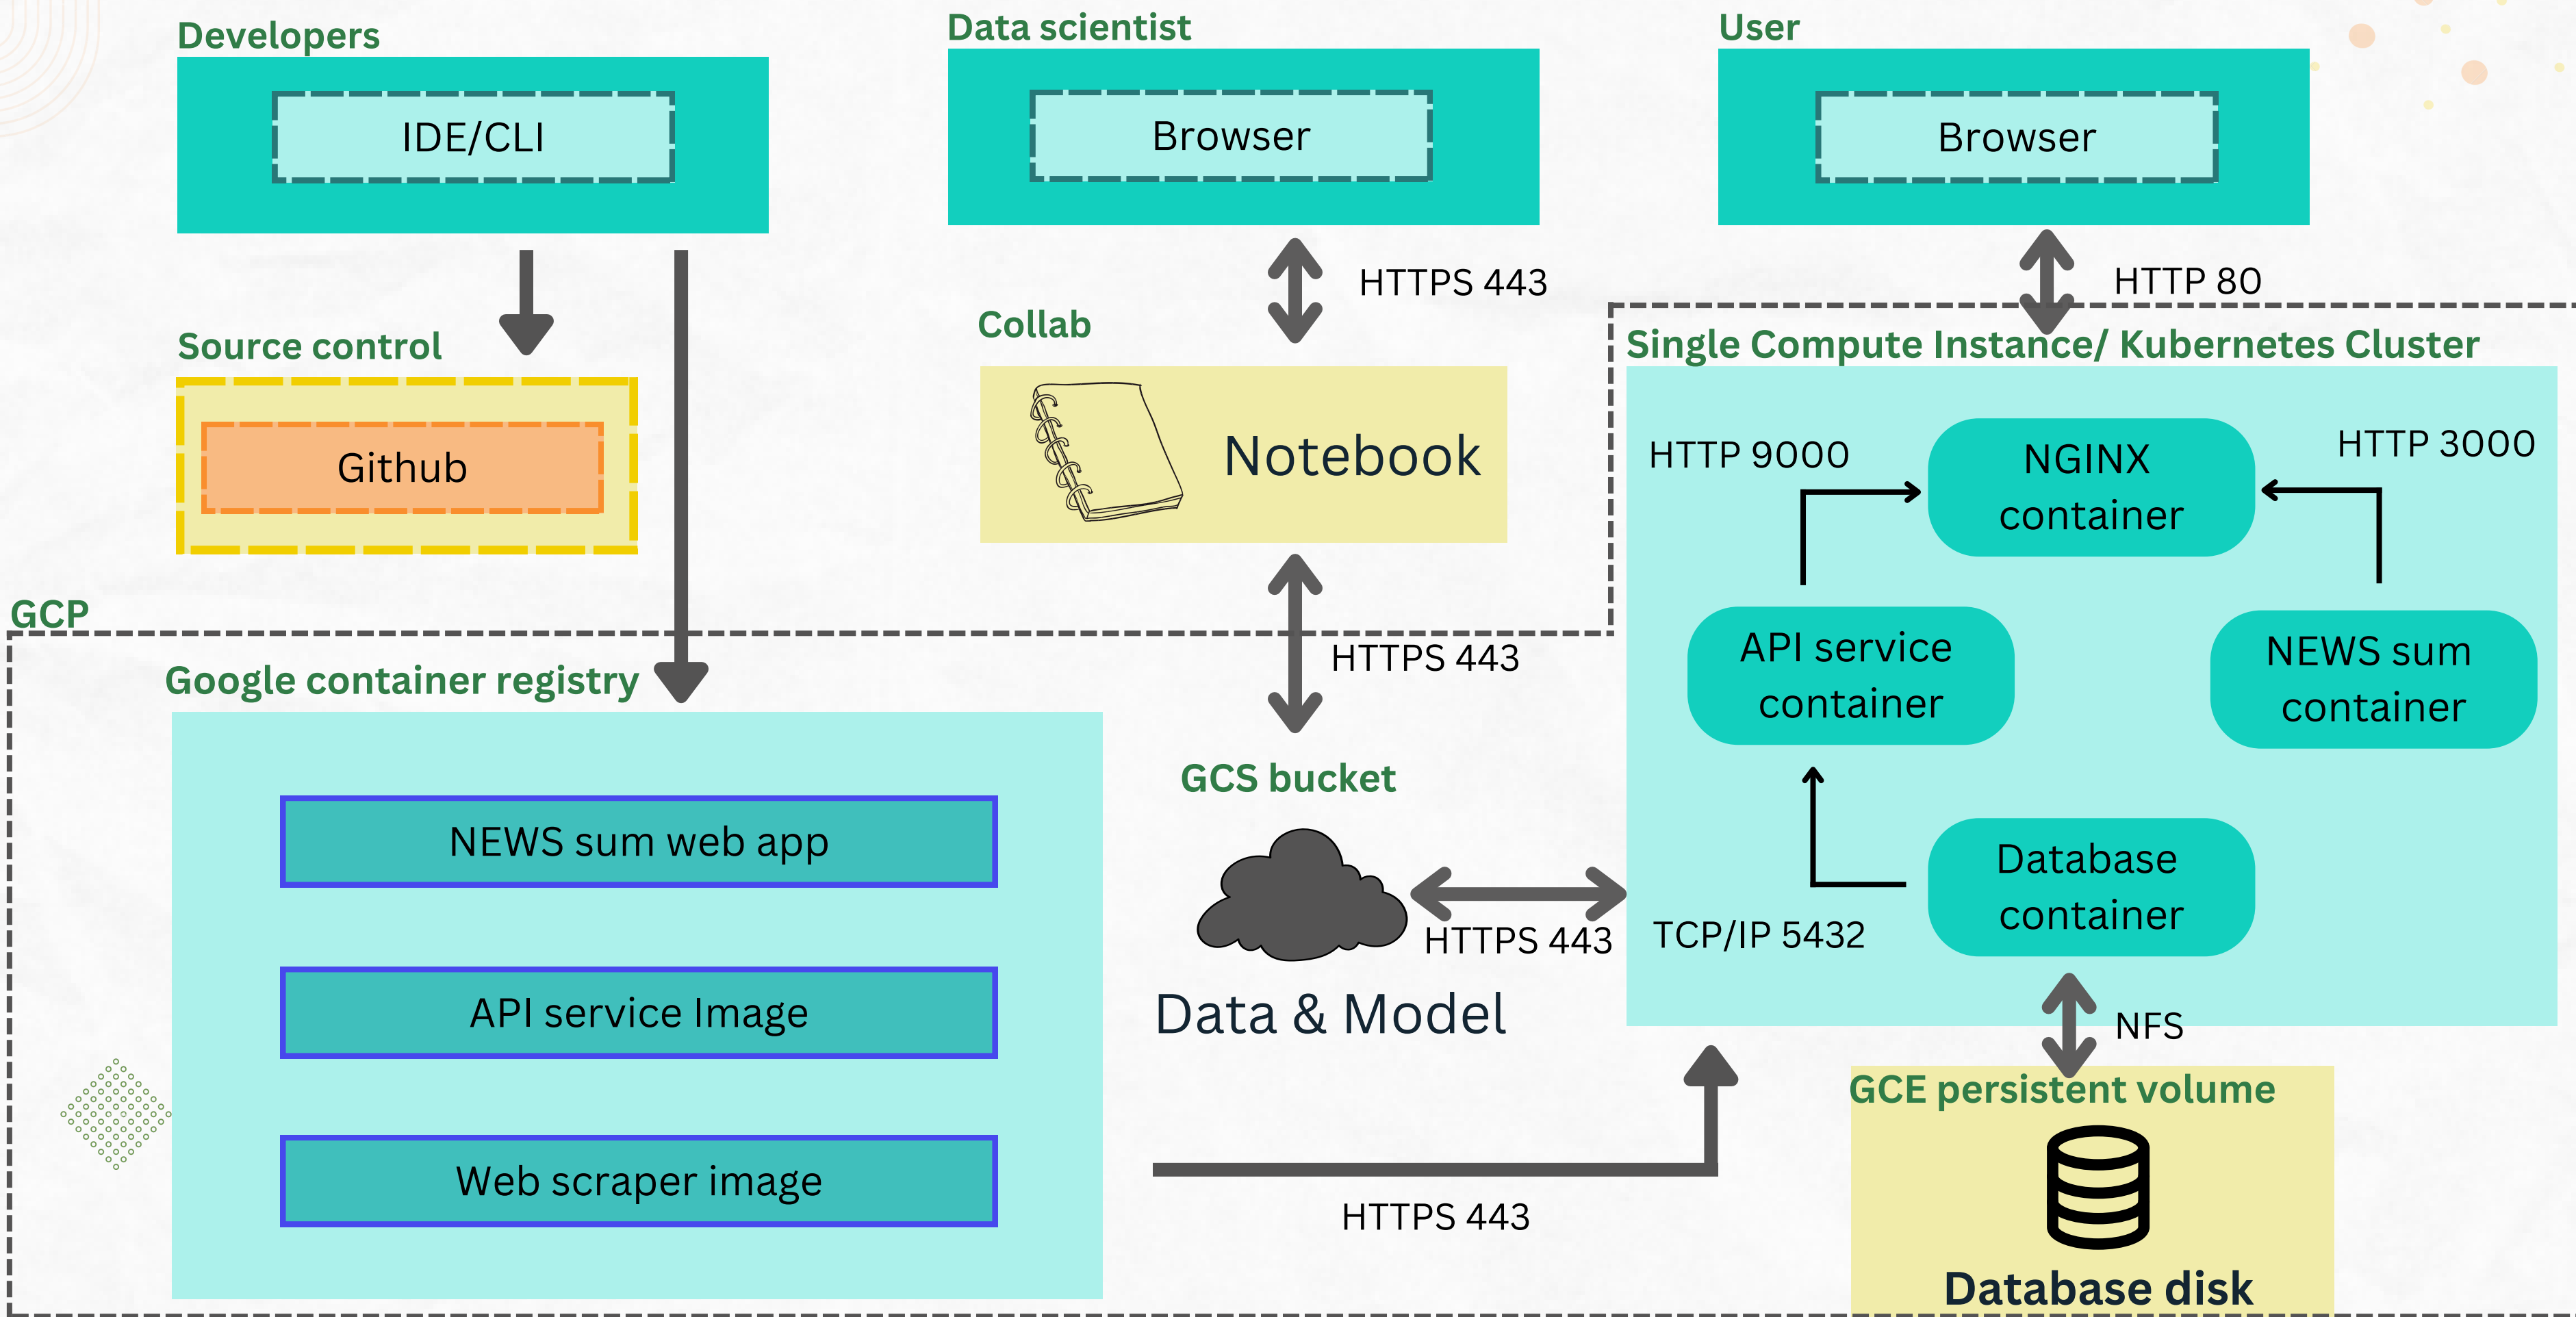 Developers
IDE/CLI
Data scientist
Browser
User
Browser
HTTPS 443
HTTP 80
Source control
Github
Collab
Notebook
Single Compute Instance/ Kubernetes Cluster
HTTP 9000
NGINX
container
HTTP 3000
API service
container
NEWS sum
container
Database
container
TCP/IP 5432
GCP
Google container registry
NEWS sum web app
API service Image
Web scraper image
HTTPS 443
GCS bucket
HTTPS 443
Data & Model
HTTPS 443
NFS
GCE persistent volume
Database disk